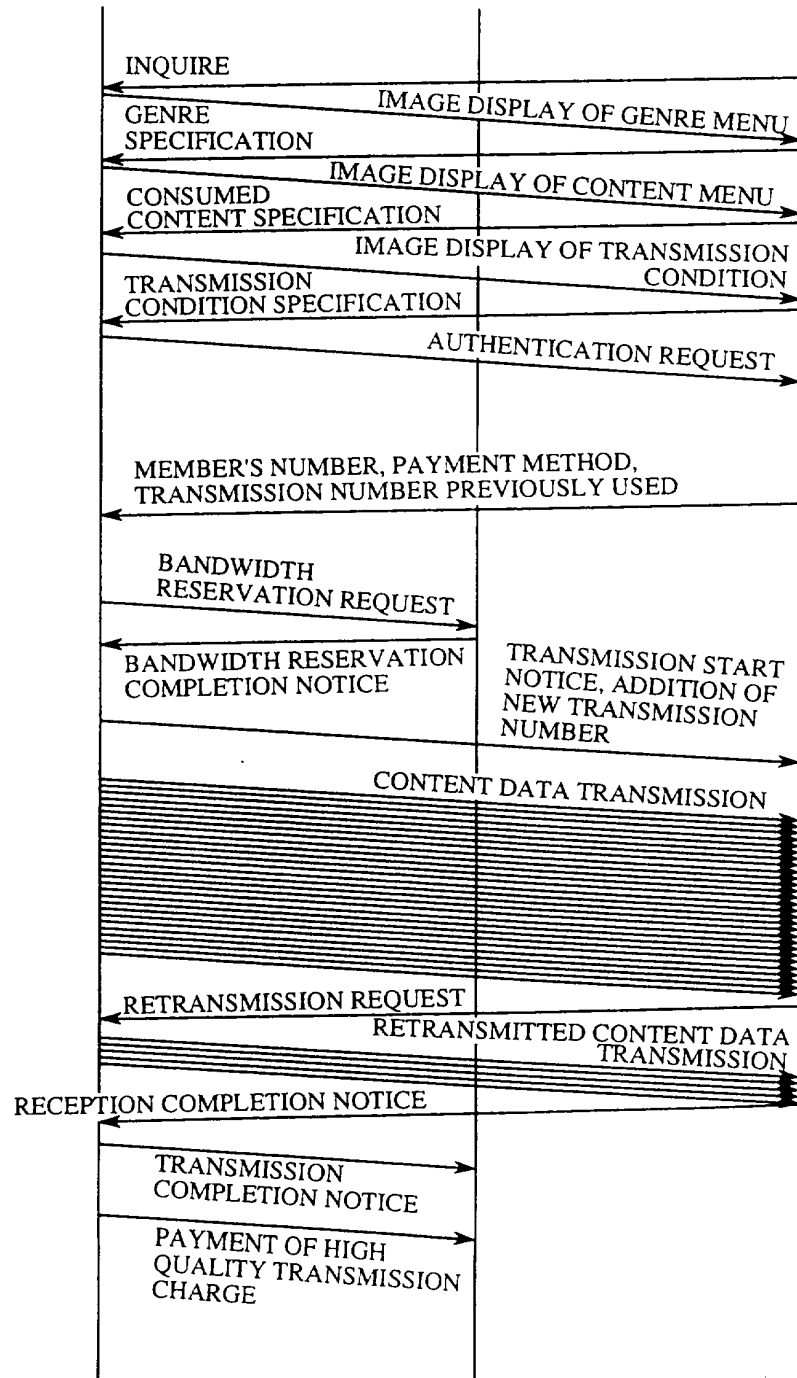 INQUIRE
IMAGE DISPLAY OF GENRE MENU
GENRE
SPECIFICATION
IMAGE DISPLAY OF CONTENT MENU
CONSUMED
CONTENT SPECIFICATION
IMAGE DISPLAY OF TRANSMISSION
CONDITION
TRANSMISSION
CONDITION SPECIFICATION
AUTHENTICATION REQUEST
MEMBER'S NUMBER, PAYMENT METHOD,
TRANSMISSION NUMBER PREVIOUSLY USED
BANDWIDTH
RESERVATION REQUEST
BANDWIDTH RESERVATION
COMPLETION NOTICE
TRANSMISSION START
NOTICE, ADDITION OF
NEW TRANSMISSION
NUMBER
CONTENT DATA TRANSMISSION
RETRANSMISSION REQUEST
RETRANSMITTED CONTENT DATA
TRANSMISSION
RECEPTION COMPLETION NOTICE
TRANSMISSION
COMPLETION NOTICE
PAYMENT OF HIGH
QUALITY TRANSMISSION
CHARGE